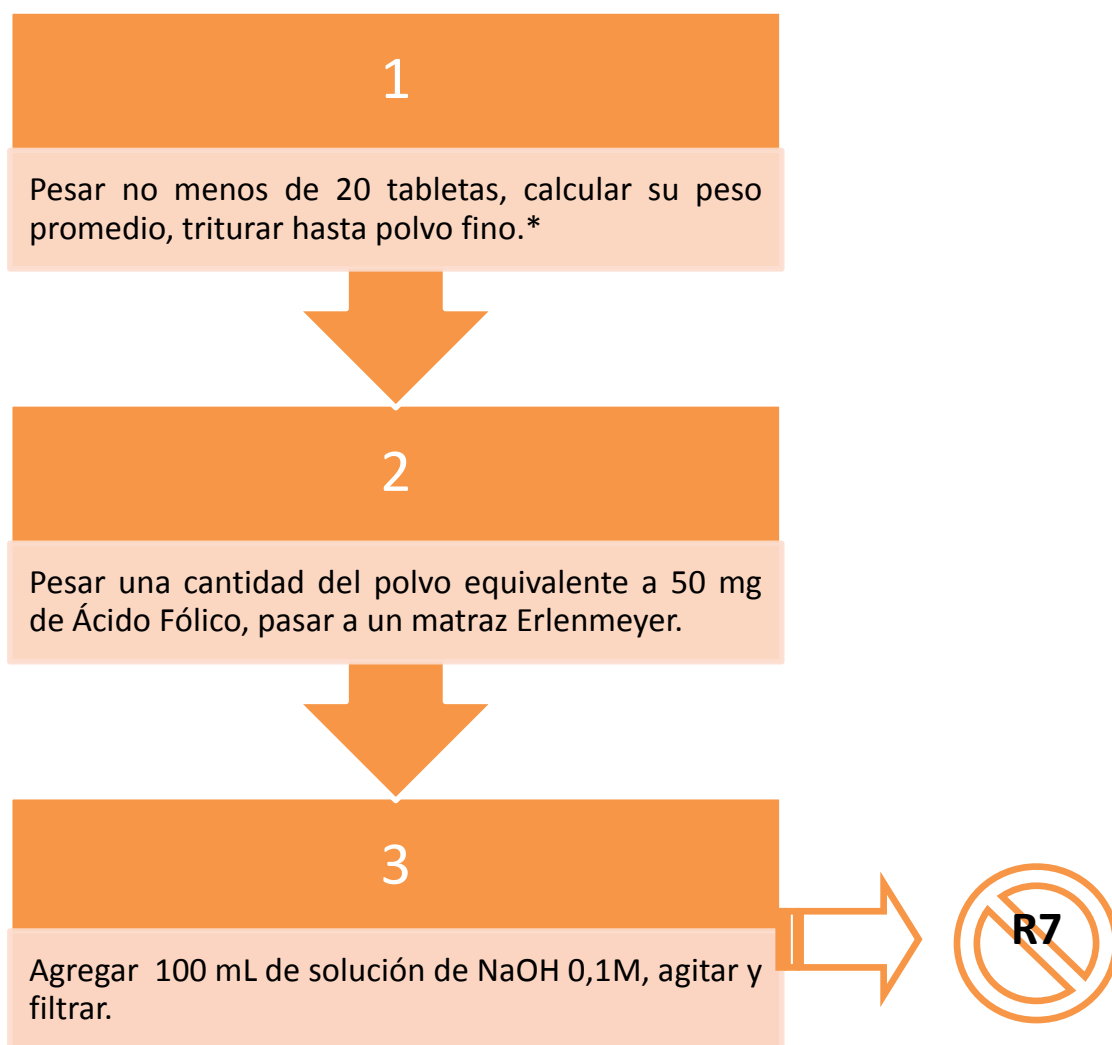 1
Pesar no menos de 20 tabletas, calcular su peso
promedio, triturar hasta polvo fino.*
2
Pesar una cantidad del polvo equivalente a 50 mg
de Ácido Fólico, pasar a un matraz Erlenmeyer.
3
R7
Agregar 100 mL de solución de NaOH 0,1M, agitar y
filtrar.